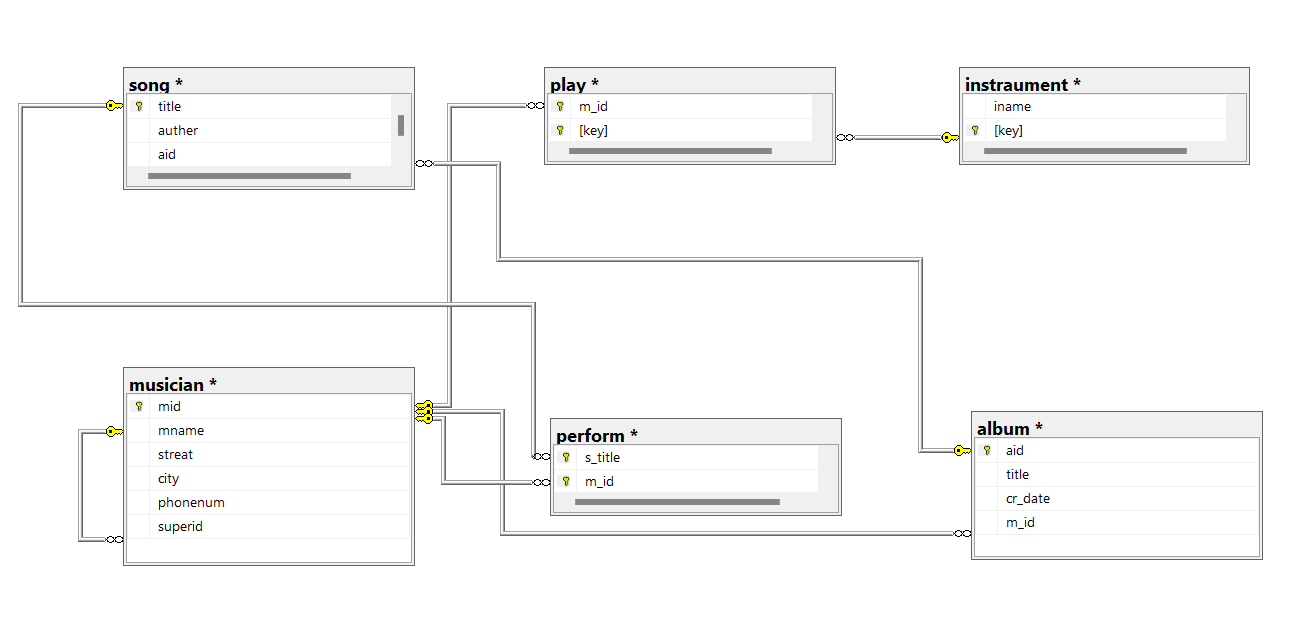 song *
title
auther
aid
play *
m_id
[key]
instraument *
iname
[key]
musician *
mid
mname
streat
city
phonenum
superid
perform *
s_title
m_id
album *
aid
title
cr_date
m_id